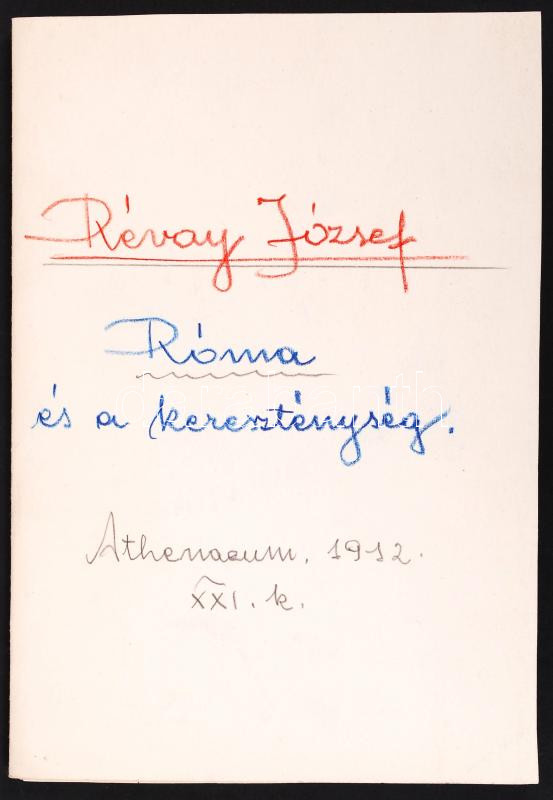 Révay József
Róma
és a kereszténység.
Athenaeum. 1912.
XXI. k.